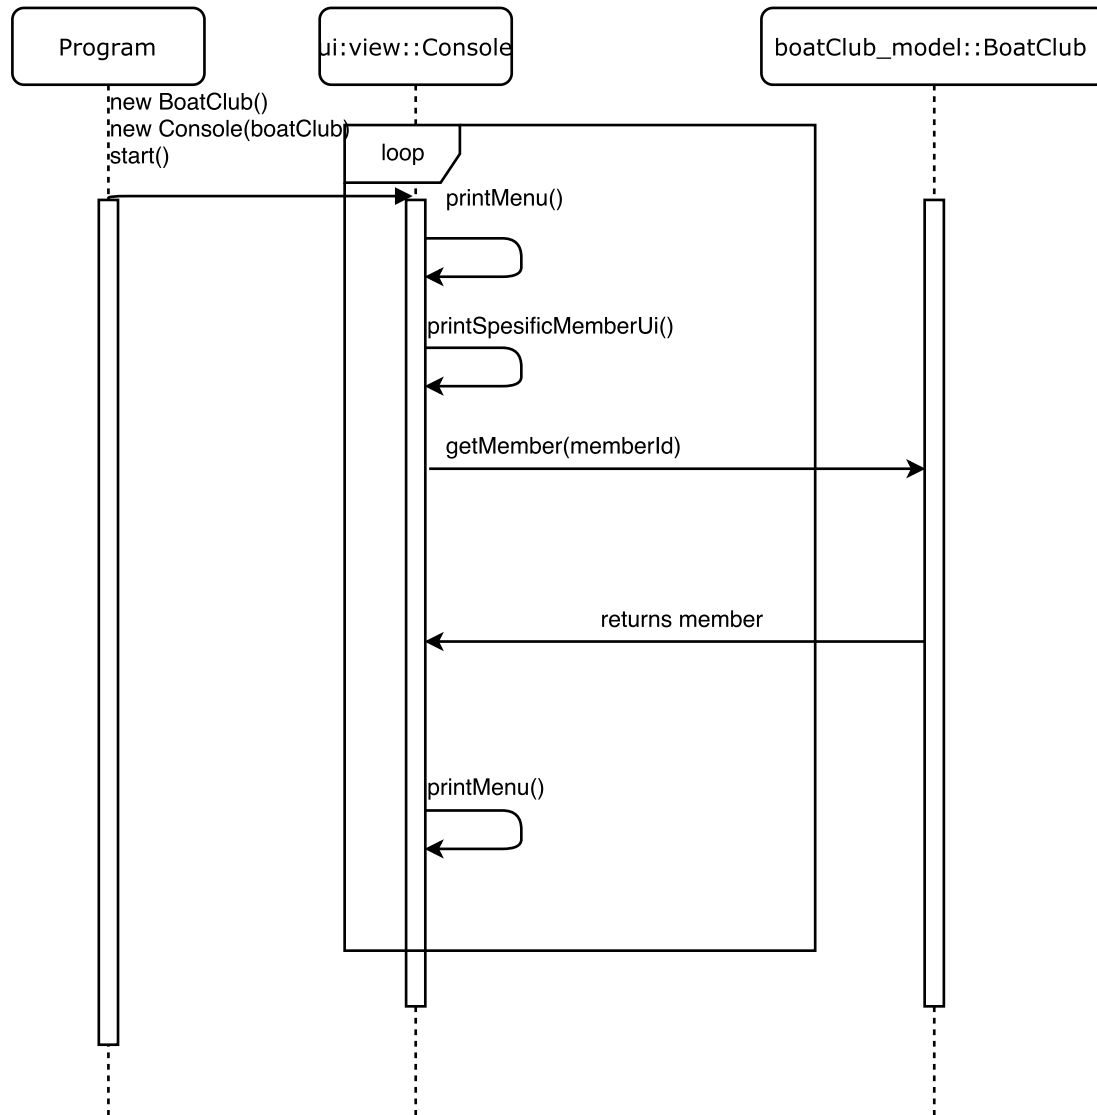 Program
ui:view::Console
boatClub_model::BoatClub
new BoatClub()
new Console(boatClub)
start()
loop
printMenu()
printSpesificMemberUi()
getMember(memberId)
returns member
printMenu()